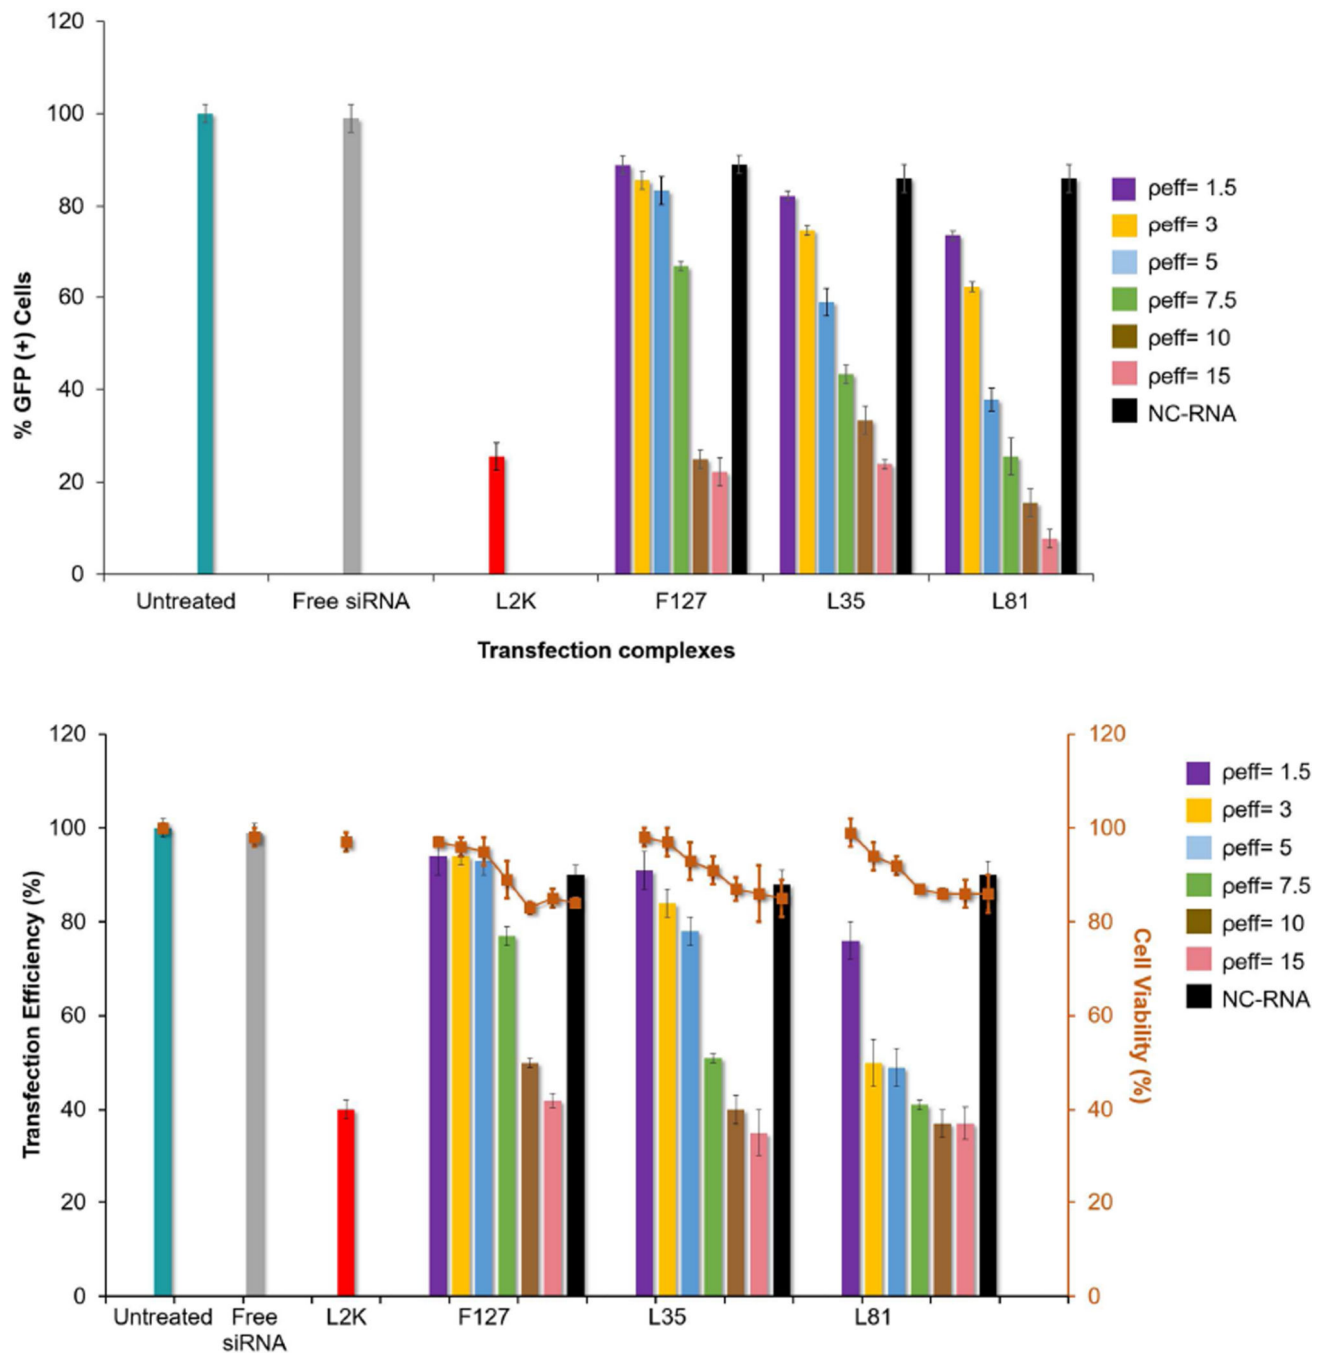 120
100
80
60
40
20
0
% GFP (+) Cells
Untreated
Free siRNA
L2K
F127
L35
L81
Transfection complexes
ρeff= 1.5
ρeff= 3
ρeff= 5
ρeff= 7.5
ρeff= 10
ρeff= 15
NC-RNA
120
100
80
60
40
20
0
Transfection Efficiency (%)
Untreated
Free
siRNA
L2K
F127
L35
L81
120
100
80
60
40
20
0
Cell Viability (%)
ρeff= 1.5
ρeff= 3
ρeff= 5
ρeff= 7.5
ρeff= 10
ρeff= 15
NC-RNA